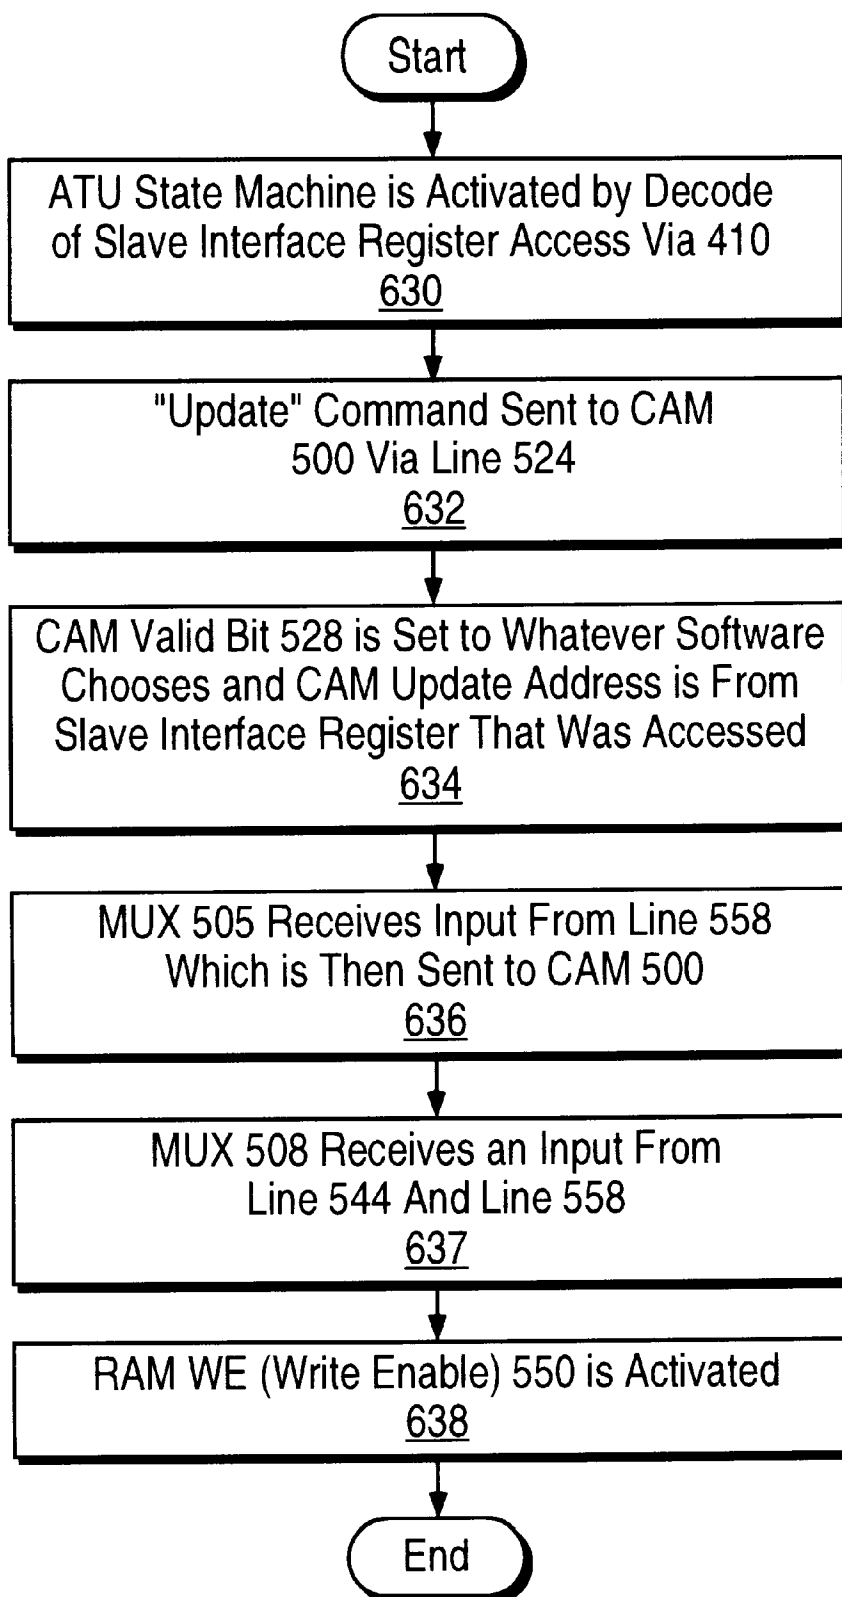 Start
ATU State Machine is Activated by Decode
of Slave Interface Register Access Via 410
630
"Update" Command Sent to CAM
500 Via Line 524
632
CAM Valid Bit 528 is Set to Whatever Software
Chooses and CAM Update Address is From
Slave Interface Register That Was Accessed
634
MUX 505 Receives Input From Line 558
Which is Then Sent to CAM 500
636
MUX 508 Receives an Input From
Line 544 And Line 558
637
RAM WE (Write Enable) 550 is Activated
638
End